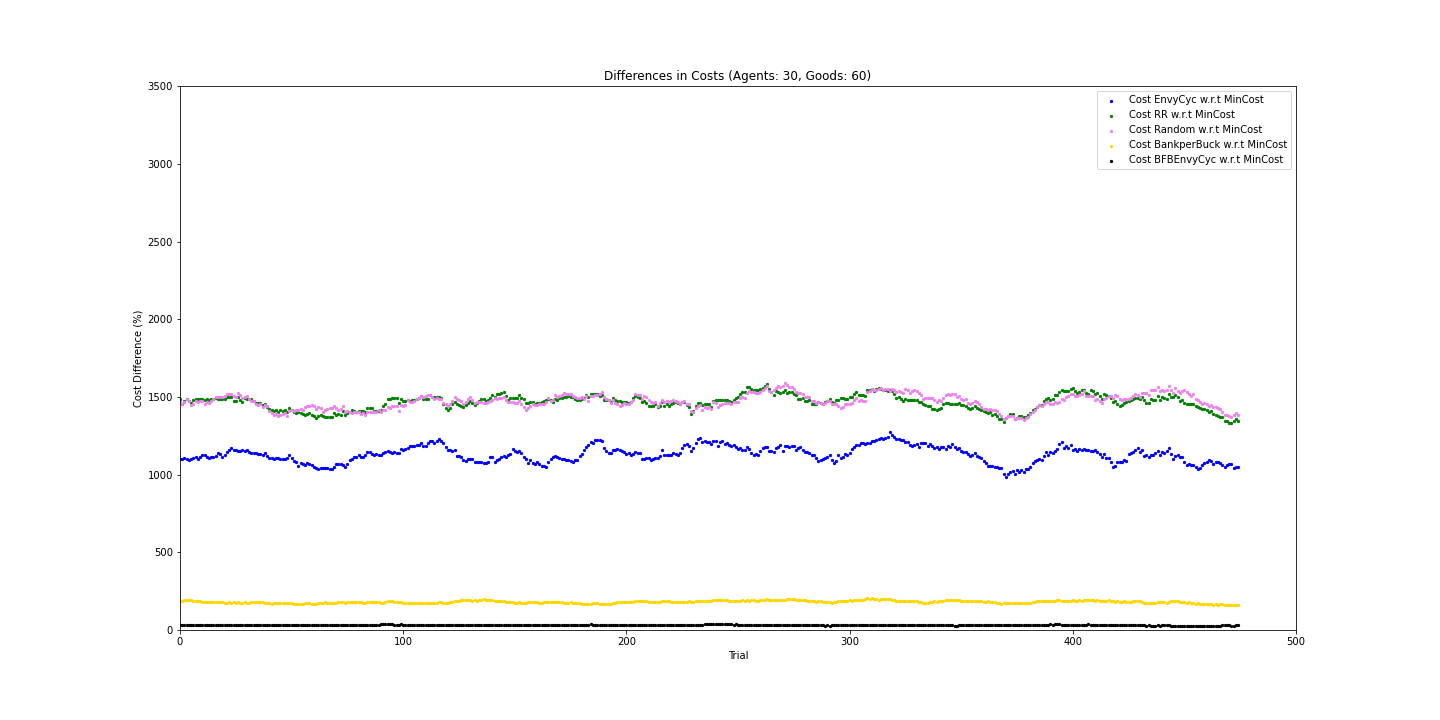 Differences in Costs (Agents: 30, Goods: 60)
3500
3000
2500
2000
1500
1000
500
0
Cost Difference (%)
Cost EnvyCyc w.r.t MinCost
Cost RR w.r.t MinCost
Cost Random w.r.t MinCost
Cost BankperBuck w.r.t MinCost
Cost BFBEnvyCyc w.r.t MinCost
0 100 200 300 400 500
Trial